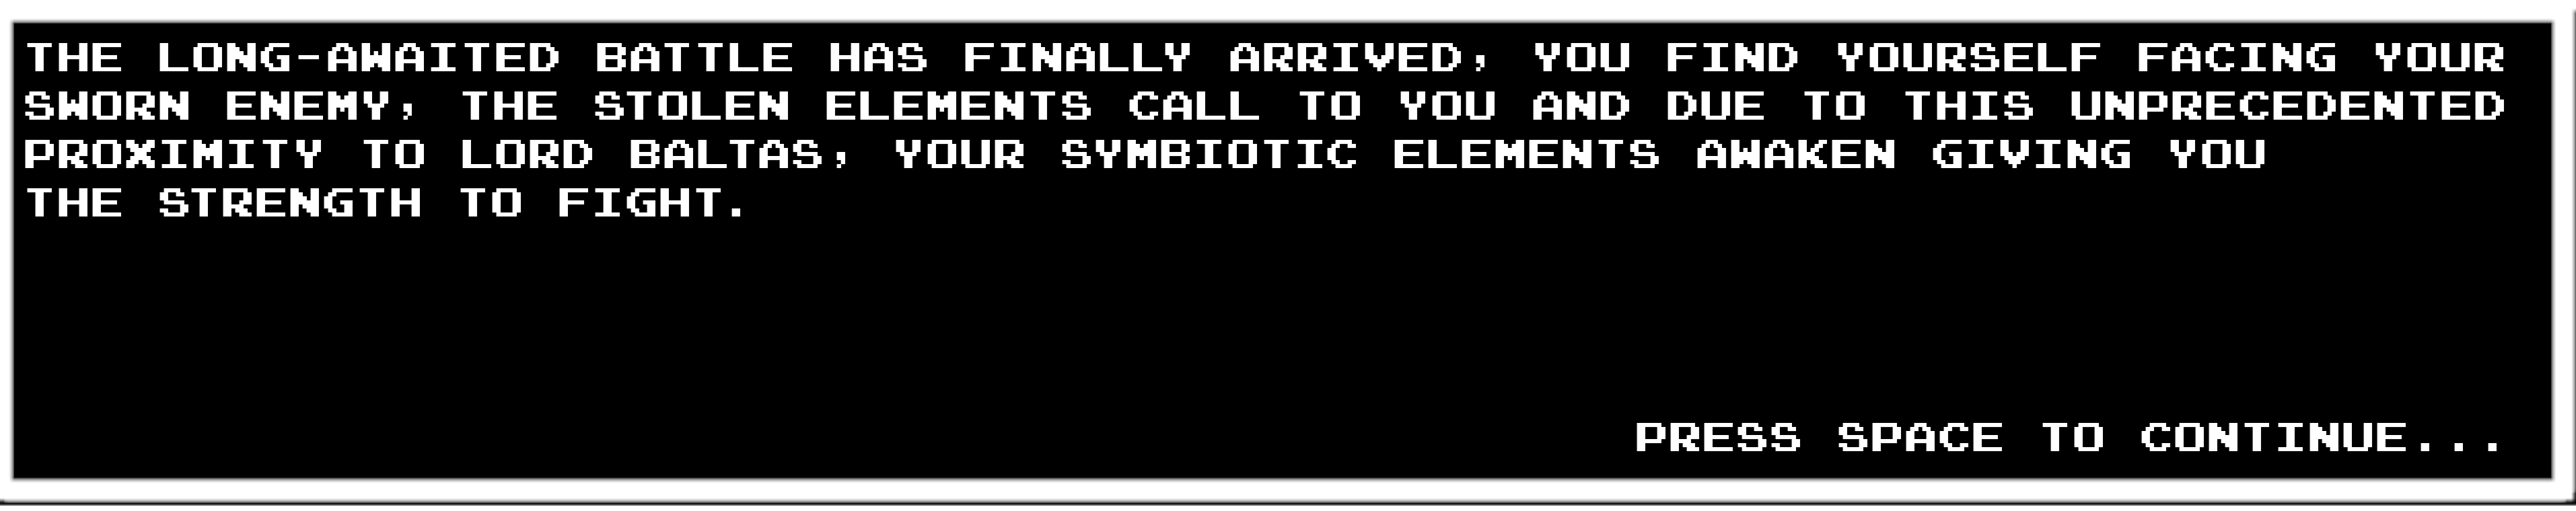 THE LONG-AWAITED BATTLE HAS FINALLY ARRIVED, YOU FIND YOURSELF FACING YOUR
SWORN ENEMY, THE STOLEN ELEMENTS CALL TO YOU AND DUE TO THIS UNPRECEDENTED
PROXIMITY TO LORD BALTAS, YOUR SYMBIOTIC ELEMENTS AWAKEN GIVING YOU
THE STRENGTH TO FIGHT.
PRESS SPACE TO CONTINUE...